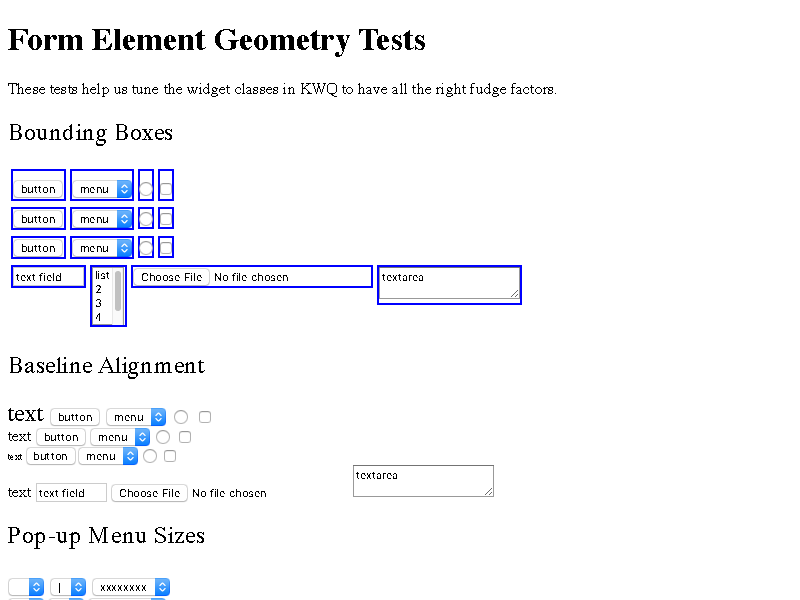 Form Element Geometry Tests
These tests help us tune the widget classes in KWQ to have all the right fudge factors.
Bounding Boxes
button menu
button menu
button menu
text field list Choose File No file chosen textarea
2
3
4
Baseline Alignment
text button menu
text button menu
text button menu
textarea
text text field Choose File No file chosen
Pop-up Menu Sizes
| xxxxxxxx